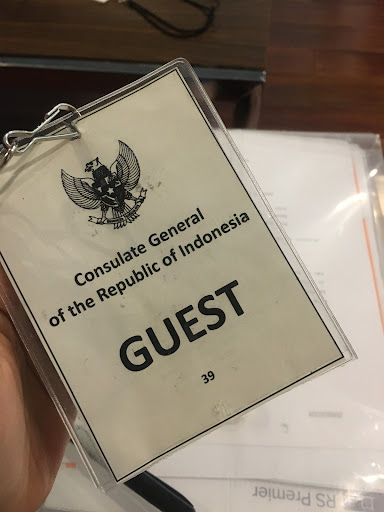 Consulate General
of the Republic of Indonesia
GUEST
39
RS Premier